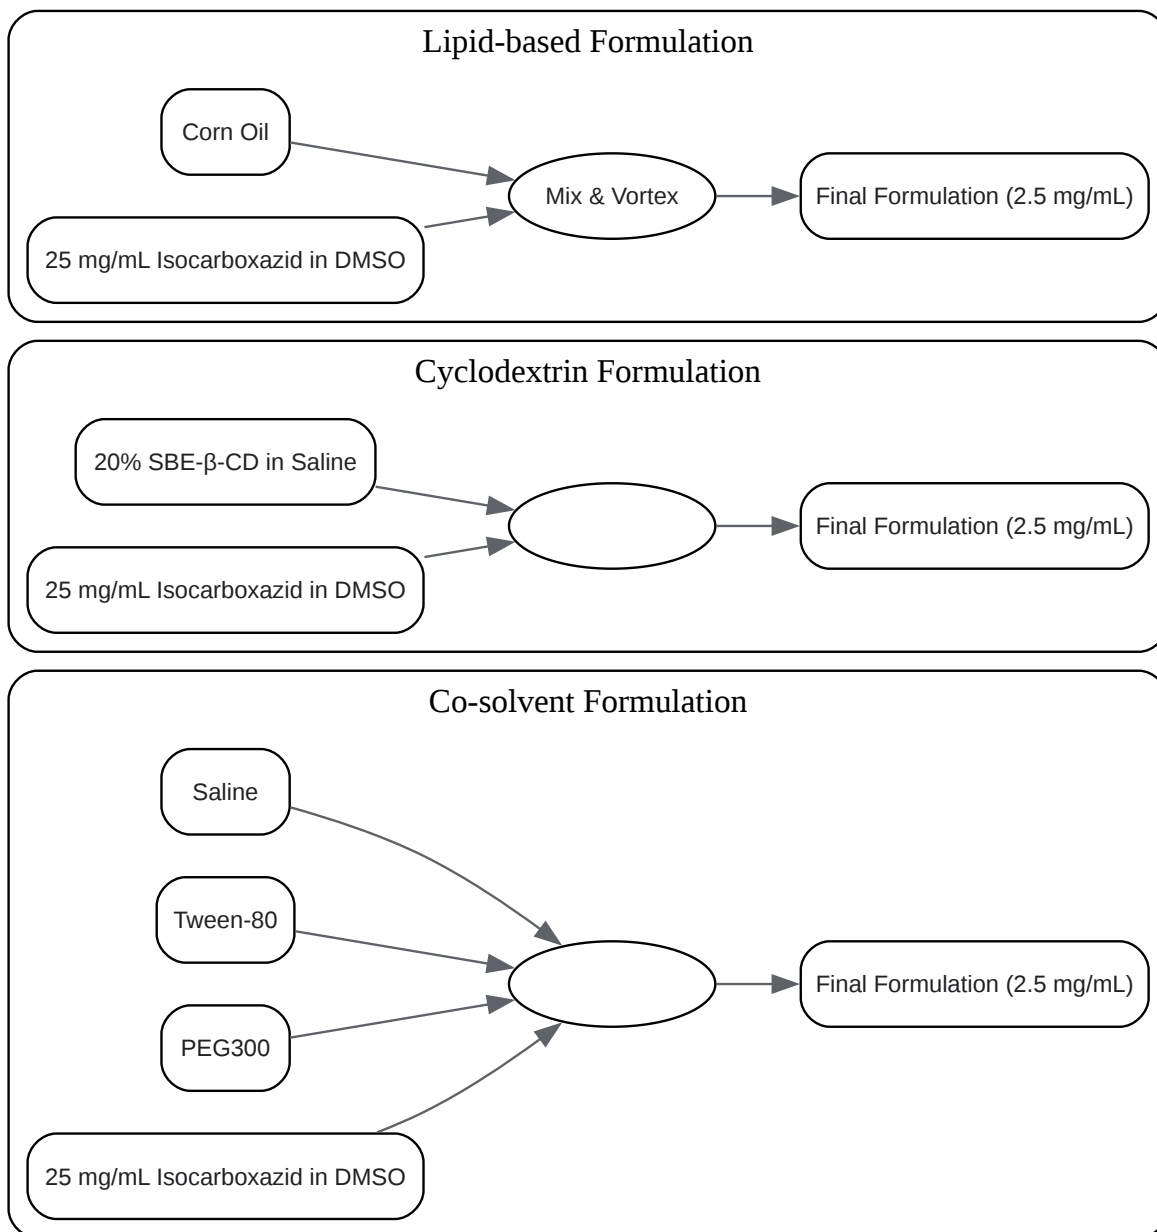 Lipid-based Formulation
Corn Oil
Mix & Vortex
Final Formulation (2.5 mg/mL)
25 mg/mL Isocarboxazid in DMSO
Cyclodextrin Formulation
20% SBE-β-CD in Saline
Final Formulation (2.5 mg/mL)
25 mg/mL Isocarboxazid in DMSO
Co-solvent Formulation
Saline
Tween-80
Final Formulation (2.5 mg/mL)
PEG300
25 mg/mL Isocarboxazid in DMSO